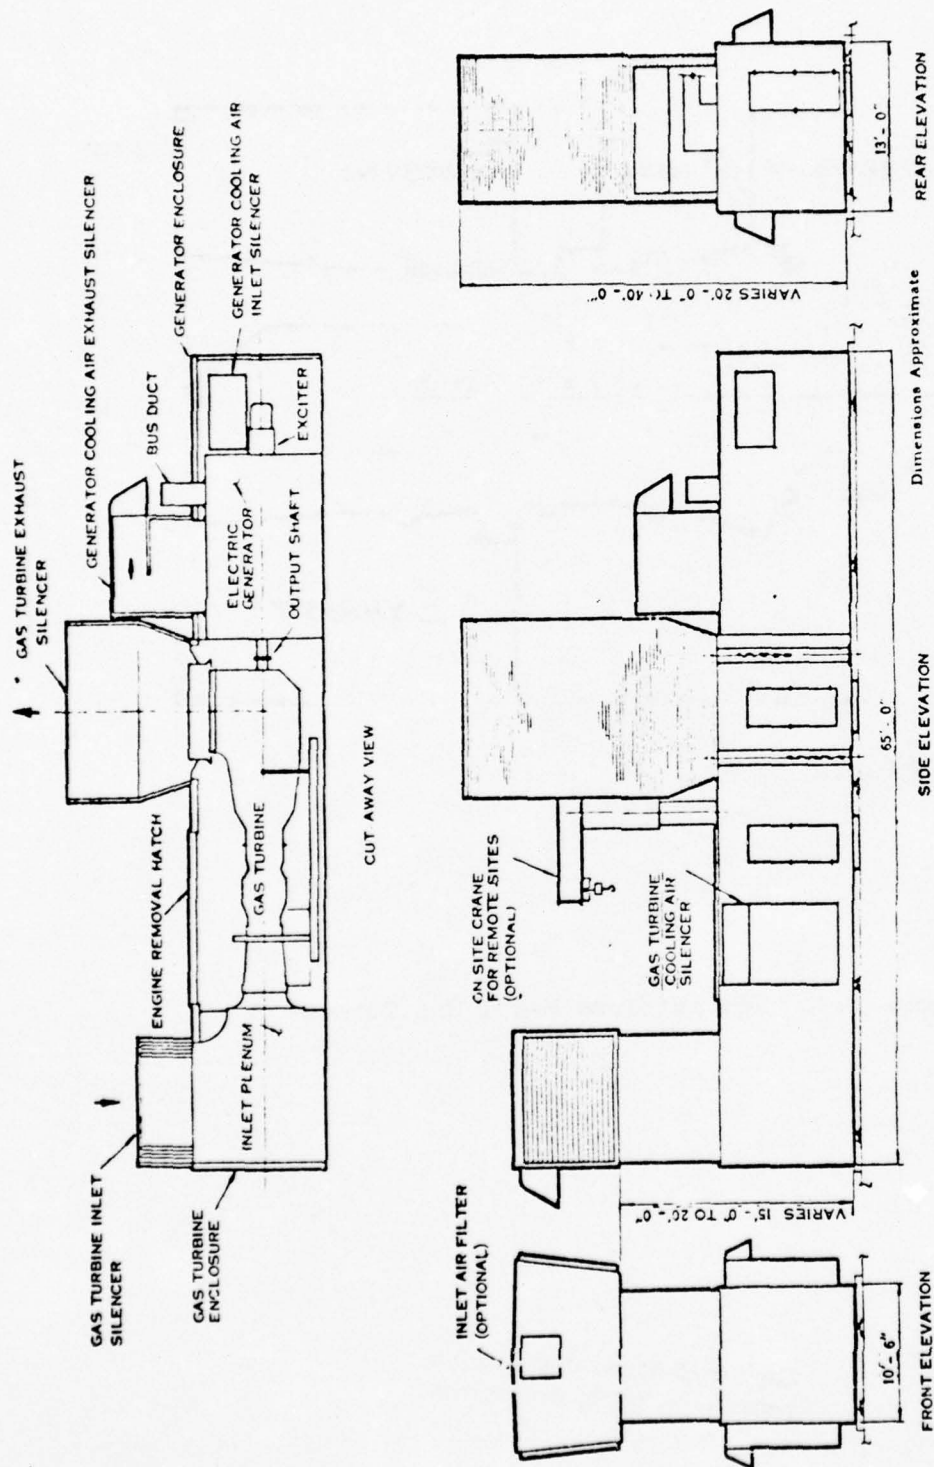 GAS TURBINE INLET
SILENCER
ENGINE REMOVAL HATCH
GAS TURBINE EXHAUST
SILENCER
GENERATOR COOLING AIR EXHAUST SILENCER
BUS DUCT
GENERATOR ENCLOSURE
GENERATOR COOLING AIR
INLET SILENCER
GAS TURBINE
ENCLOSURE
INLET PLENUM
GAS TURBINE
ELECTRIC
GENERATOR
OUTPUT SHAFT
EXCITER
CUT AWAY VIEW
INLET AIR FILTER
(OPTIONAL)
ON SITE CRANE
FOR REMOTE SITES
(OPTIONAL)
GAS TURBINE
COOLING AIR
SILENCER
VARIES 15'-0" TO 20'-0"
VARIES 20'-0" TO 40'-0"
10'-6"
65'-0"
13'-0"
Dimensions Approximate
FRONT ELEVATION
SIDE ELEVATION
REAR ELEVATION